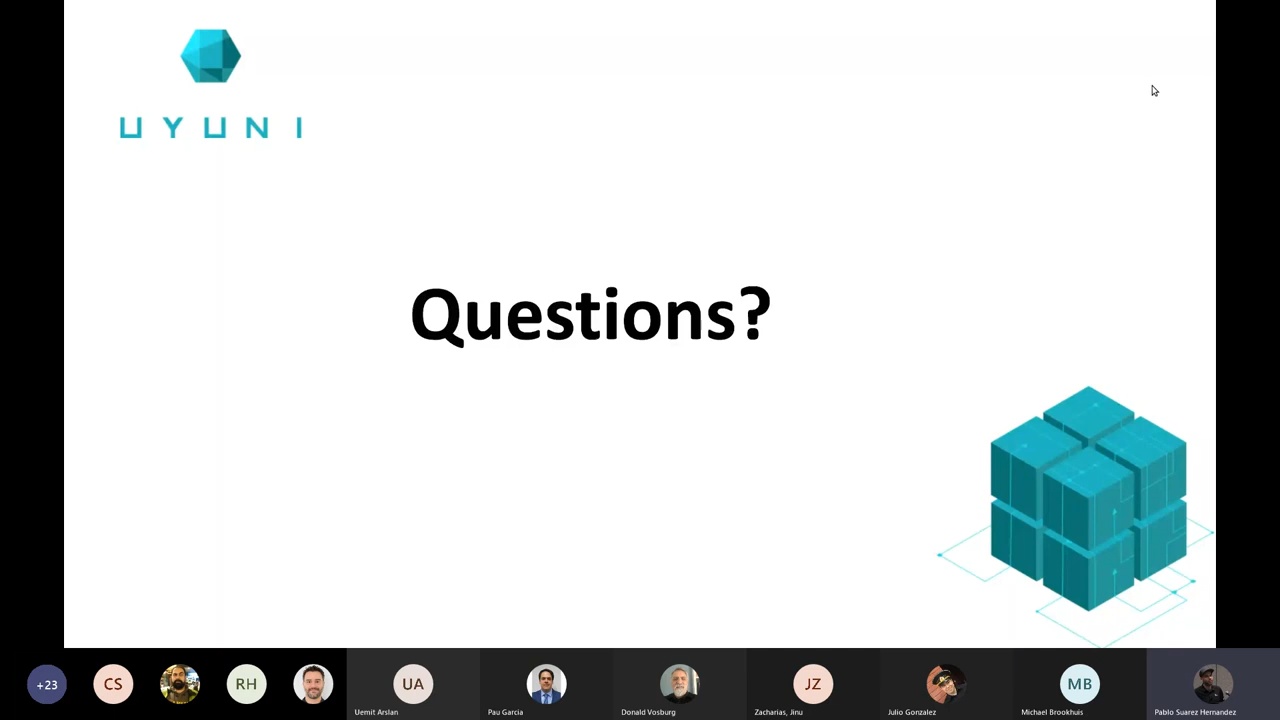 UYUNI
Questions?
+23
CS
RH
UA
JZ
MB
Uemit Arslan
Pau Garcia
Donald Vosburg
Zacharias, Jinu
Julio Gonzalez
Michael Brookhuis
Pablo Suarez Hernandez